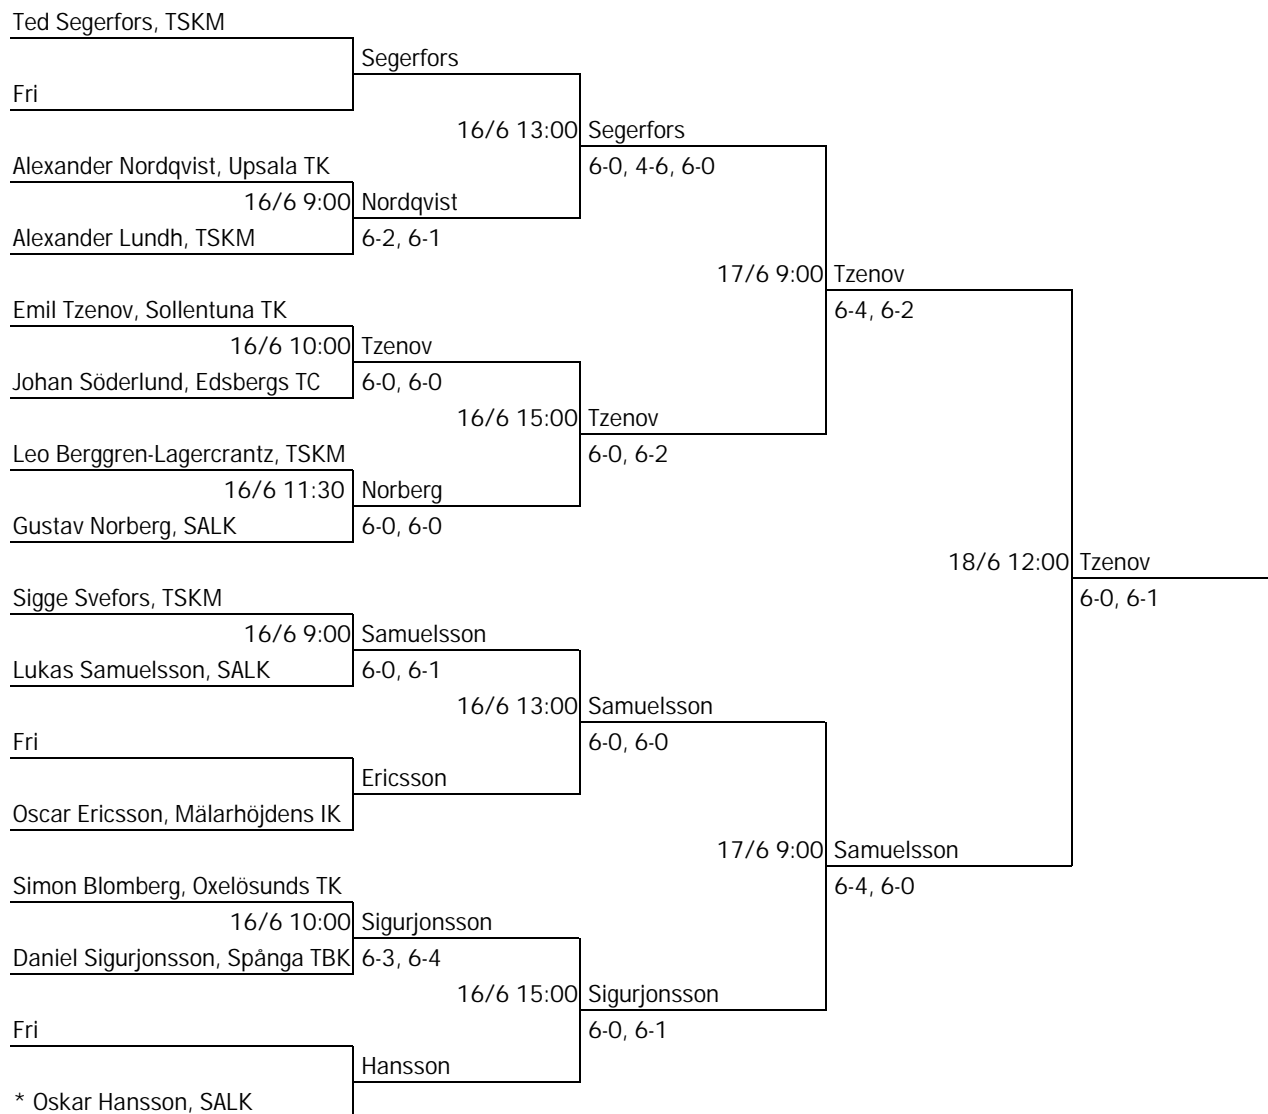 Ted Segerfors, TSKM
Segerfors
Fri
16/6 13:00 Segerfors
Alexander Nordqvist, Upsala TK
6-0, 4-6, 6-0
16/6 9:00 Nordqvist
Alexander Lundh, TSKM
6-2, 6-1
17/6 9:00 Tzenov
Emil Tzenov, Sollentuna TK
6-4, 6-2
16/6 10:00 Tzenov
Johan Söderlund, Edsbergs TC
6-0, 6-0
16/6 15:00 Tzenov
Leo Berggren-Lagercrantz, TSKM
6-0, 6-2
16/6 11:30 Norberg
Gustav Norberg, SALK
6-0, 6-0
18/6 12:00 Tzenov
Sigge Svefors, TSKM
6-0, 6-1
16/6 9:00 Samuelsson
Lukas Samuelsson, SALK
6-0, 6-1
16/6 13:00 Samuelsson
Fri
6-0, 6-0
Ericsson
Oscar Ericsson, Mälarhöjdens IK
17/6 9:00 Samuelsson
Simon Blomberg, Oxelösunds TK
6-4, 6-0
16/6 10:00 Sigurjonsson
Daniel Sigurjonsson, Spånga TBK
6-3, 6-4
16/6 15:00 Sigurjonsson
Fri
6-0, 6-1
Hansson
* Oskar Hansson, SALK